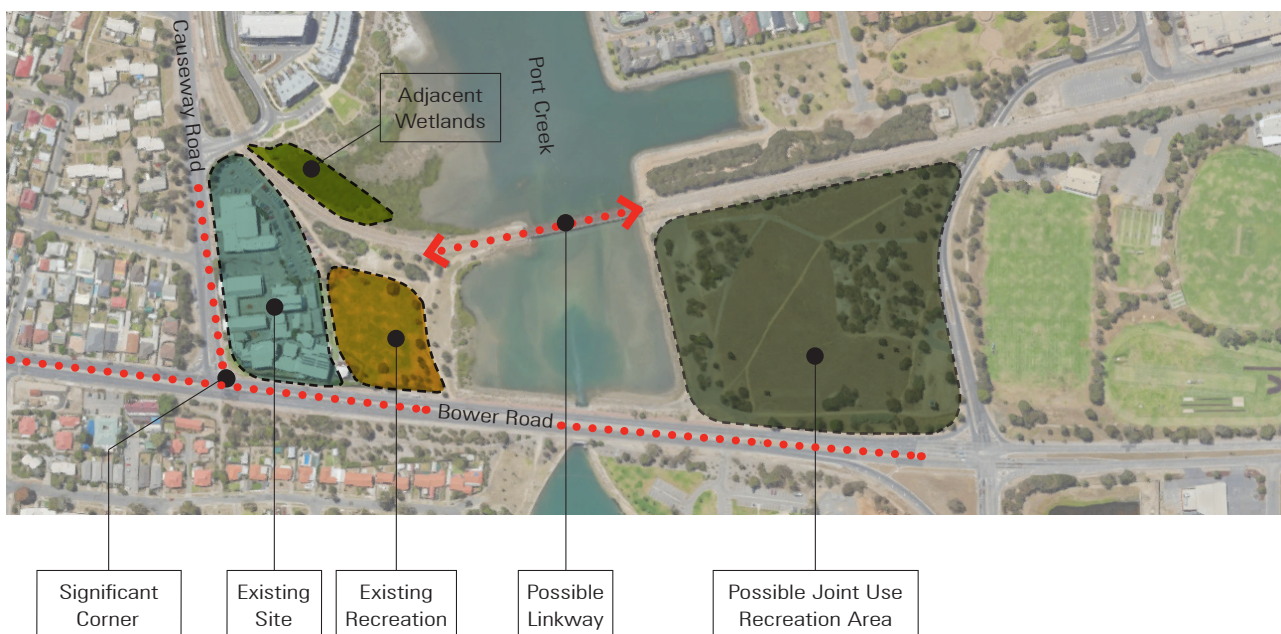 Causeway Road
Adjacent
Wetlands
Port Creek
Bower Road
Significant
Corner
Existing
Site
Existing
Recreation
Possible
Linkway
Possible Joint Use
Recreation Area